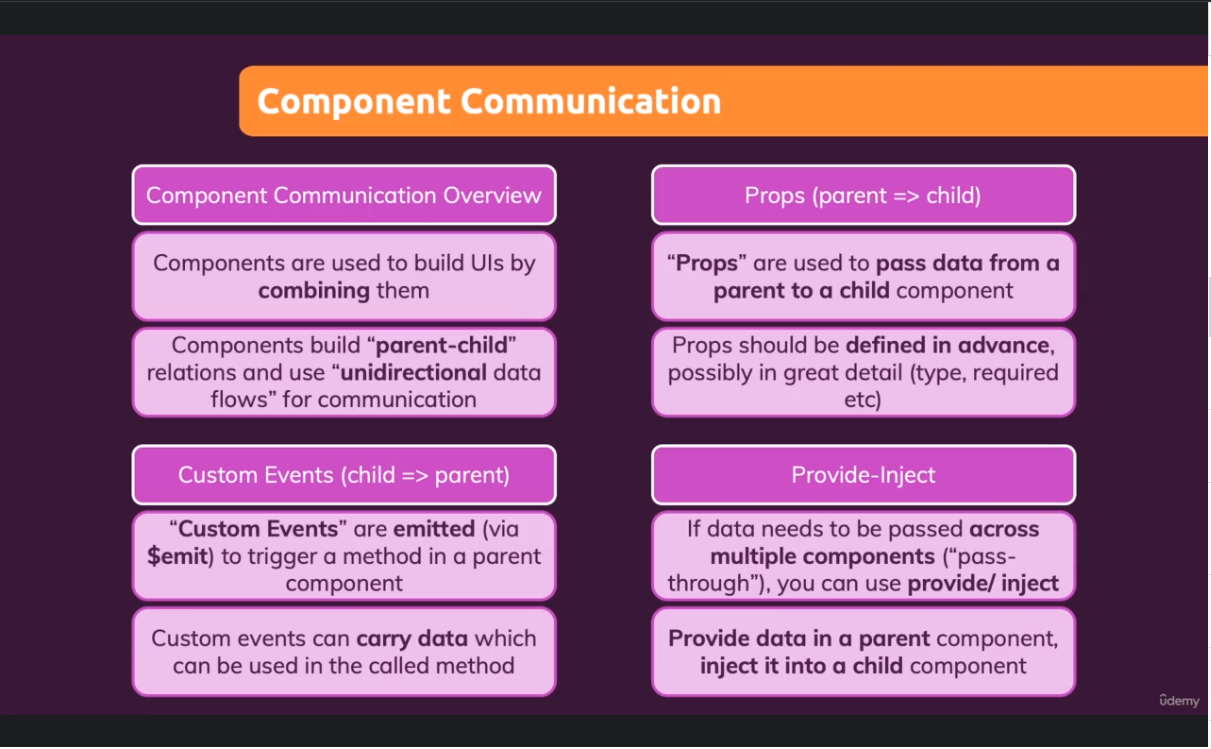 Component Communication
Component Communication Overview
Components are used to build UIs by
combining them
Components build “parent-child”
relations and use “unidirectional data
flows” for communication
Props (parent => child)
“Props” are used to pass data from a
parent to a child component
Props should be defined in advance,
possibly in great detail (type, required
etc)
Custom Events (child => parent)
“Custom Events” are emitted (via
$emit) to trigger a method in a parent
component
Custom events can carry data which
can be used in the called method
Provide-Inject
If data needs to be passed across
multiple components (“pass-
through”), you can use provide/ inject
Provide data in a parent component,
inject it into a child component
ûdemy